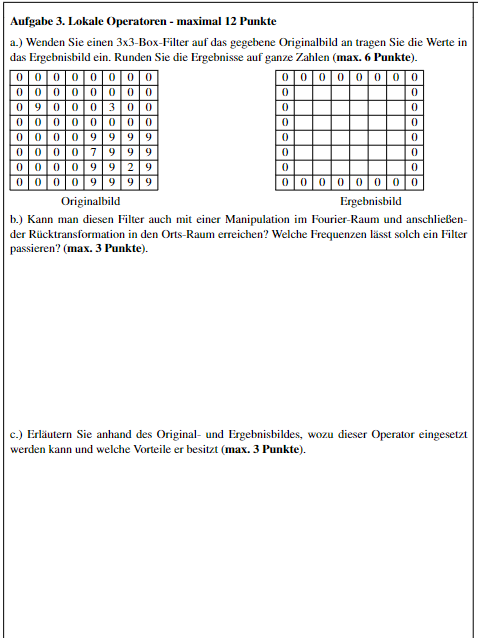 Aufgabe 3. Lokale Operatoren - maximal 12 Punkte
a.) Wenden Sie einen 3x3-Box-Filter auf das gegebene Originalbild an tragen Sie die Werte in
das Ergebnisbild ein. Runden Sie die Ergebnisse auf ganze Zahlen (max. 6 Punkte).
0 0 0 0 0 0 0 0
0 0 0 0 0 0 0 0
0 9 0 0 0 3 0 0
0 0 0 0 0 0 0 0
0 0 0 0 9 9 9 9
0 0 0 0 7 9 9 9
0 0 0 0 9 9 2 9
0 0 0 0 9 9 9 9
Originalbild
0 0 0 0 0 0 0 0
0 0
0 0
0 0
0 0
0 0
0 0
0 0 0 0 0 0 0 0
Ergebnisbild
b.) Kann man diesen Filter auch mit einer Manipulation im Fourier-Raum und anschließen-
der Rücktransformation in den Orts-Raum erreichen? Welche Frequenzen lässt solch ein Filter
passieren? (max. 3 Punkte).
c.) Erläutern Sie anhand des Original- und Ergebnisbildes, wozu dieser Operator eingesetzt
werden kann und welche Vorteile er besitzt (max. 3 Punkte).